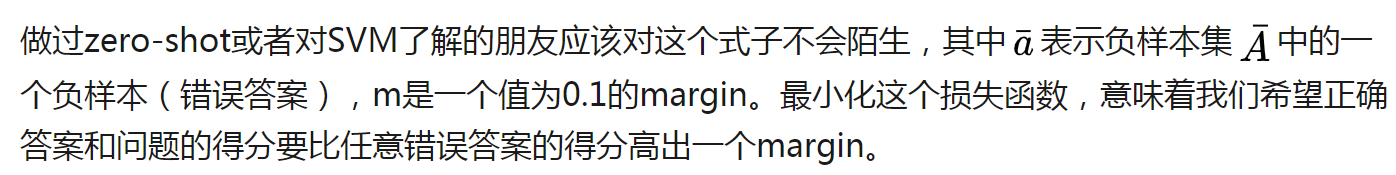 做过zero-shot或者对SVM了解的朋友应该对这个式子不会陌生，其中 ā 表示负样本集 Ā 中的一
个负样本（错误答案），m是一个值为0.1的margin。最小化这个损失函数，意味着我们希望正确
答案和问题的得分要比任意错误答案的得分高出一个margin。